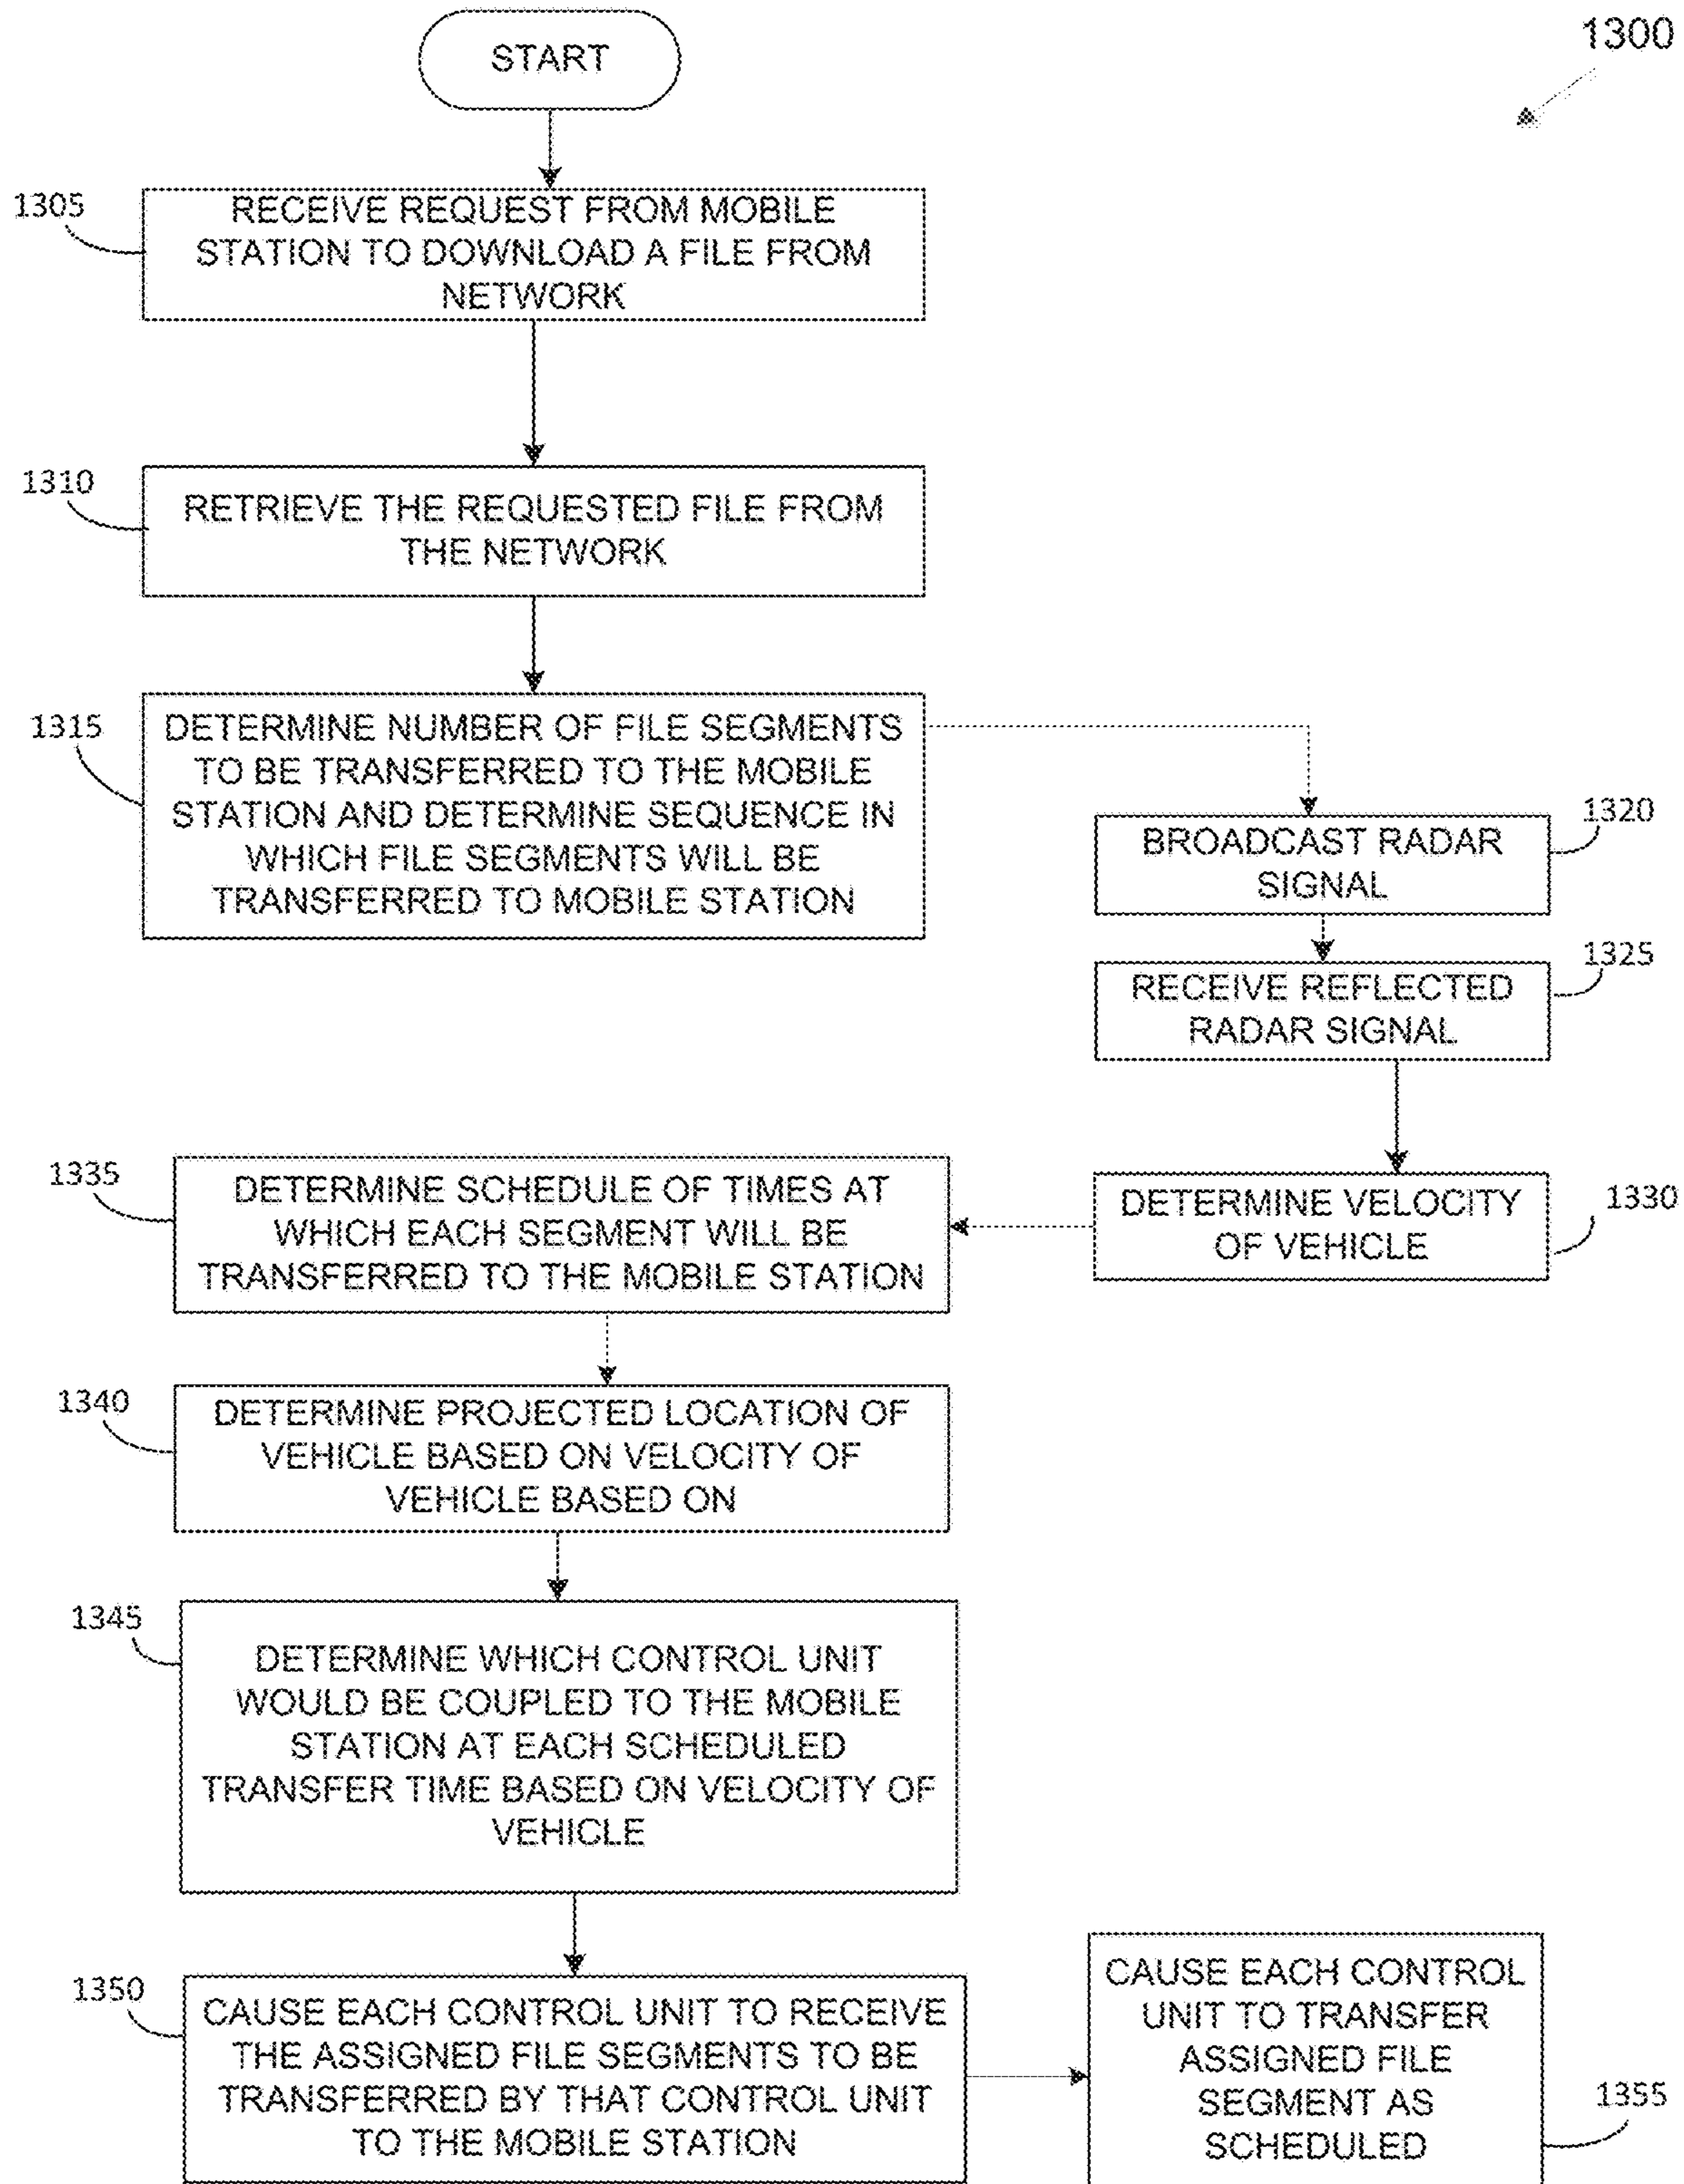 1300
START
1305
RECEIVE REQUEST FROM MOBILE
STATION TO DOWNLOAD A FILE FROM
NETWORK
1310
RETRIEVE THE REQUESTED FILE FROM
THE NETWORK
1315
DETERMINE NUMBER OF FILE SEGMENTS
TO BE TRANSFERRED TO THE MOBILE
STATION AND DETERMINE SEQUENCE IN
WHICH FILE SEGMENTS WILL BE
TRANSFERRED TO MOBILE STATION
1320
BROADCAST RADAR
SIGNAL
1325
RECEIVE REFLECTED
RADAR SIGNAL
1330
DETERMINE VELOCITY
OF VEHICLE
1335
DETERMINE SCHEDULE OF TIMES AT
WHICH EACH SEGMENT WILL BE
TRANSFERRED TO THE MOBILE STATION
1340
DETERMINE PROJECTED LOCATION OF
VEHICLE BASED ON VELOCITY OF
VEHICLE BASED ON
1345
DETERMINE WHICH CONTROL UNIT
WOULD BE COUPLED TO THE MOBILE
STATION AT EACH SCHEDULED
TRANSFER TIME BASED ON VELOCITY OF
VEHICLE
1350
CAUSE EACH CONTROL UNIT TO RECEIVE
THE ASSIGNED FILE SEGMENTS TO BE
TRANSFERRED BY THAT CONTROL UNIT
TO THE MOBILE STATION
CAUSE EACH CONTROL
UNIT TO TRANSFER
ASSIGNED FILE
SEGMENT AS
SCHEDULED
1355